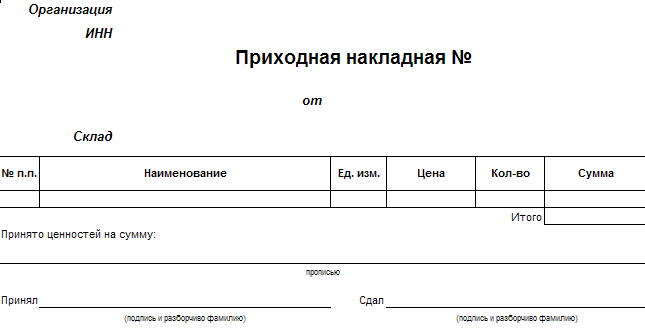 Организация
ИНН
Приходная накладная №
от
Склад
№ п.п. Наименование Ед. изм. Цена Кол-во Сумма
Итого
Принято ценностей на сумму:
прописью
Принял Сдал
(подпись и разборчиво фамилию) (подпись и разборчиво фамилию)